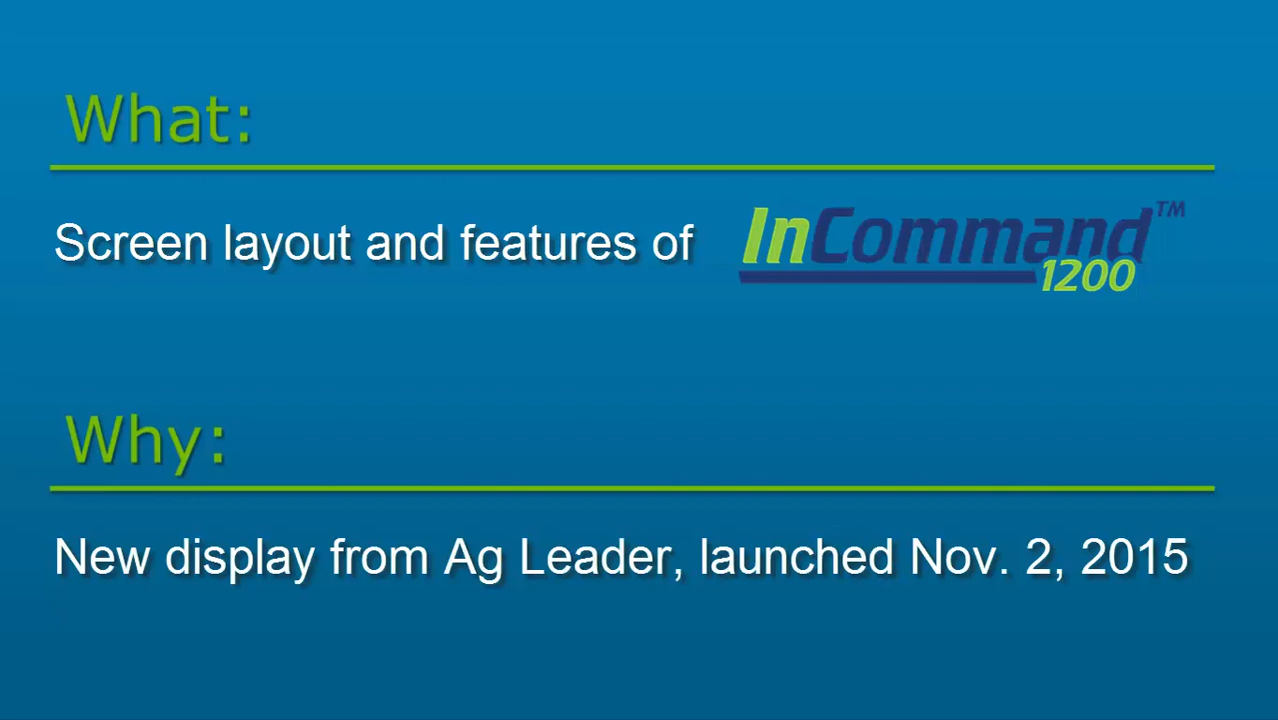 What:
Screen layout and features of InCommand™ 1200
Why:
New display from Ag Leader, launched Nov. 2, 2015